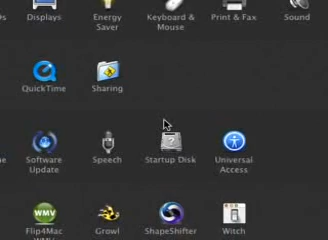 Displays
Energy
Saver
Keyboard &
Mouse
Print & Fax
Sound
QuickTime
Sharing
Software
Update
Speech
Startup Disk
Universal
Access
WMV
Flip4Mac
Growl
ShapeShifter
Witch